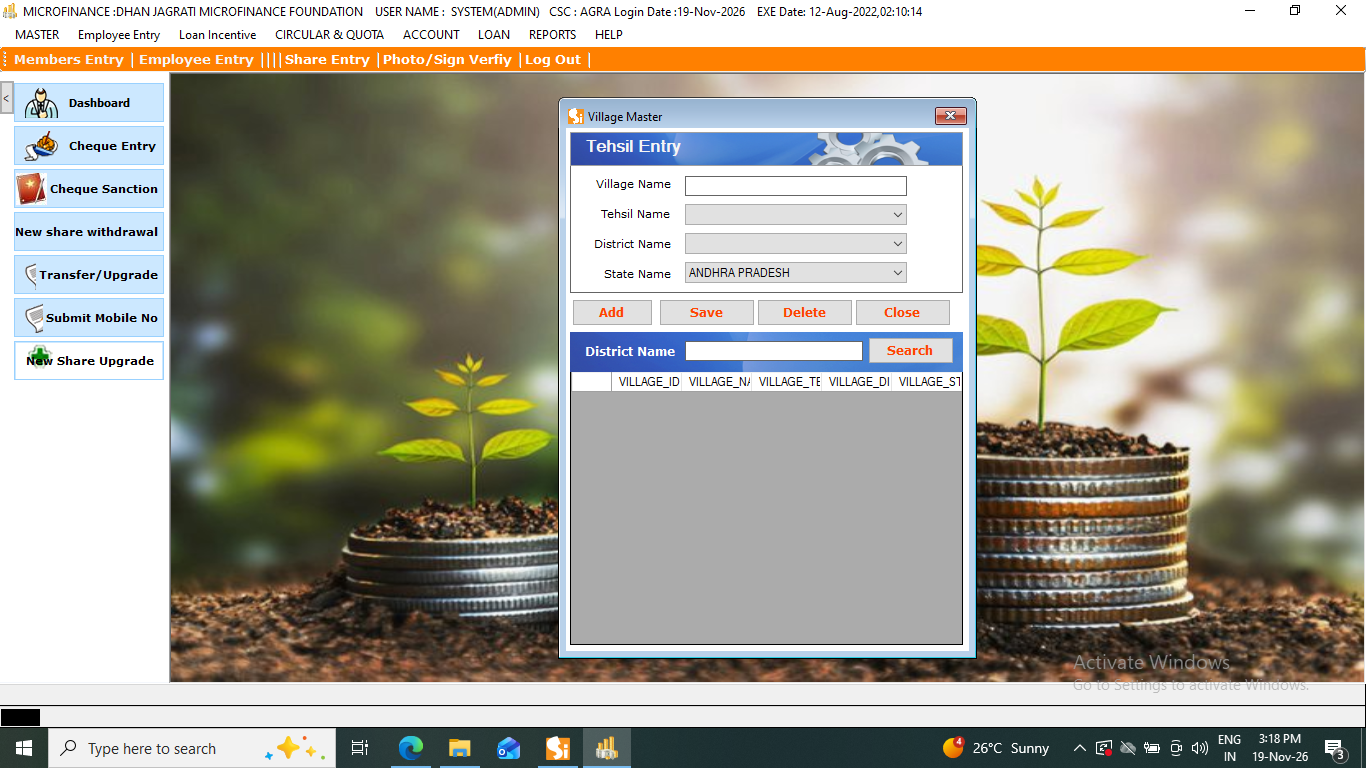 MICROFINANCE :DHAN JAGRATI MICROFINANCE FOUNDATION USER NAME : SYSTEM(ADMIN) CSC : AGRA Login Date :19-Nov-2026 EXE Date: 12-Aug-2022,02:10:14
MASTER Employee Entry Loan Incentive CIRCULAR & QUOTA ACCOUNT LOAN REPORTS HELP
Members Entry | Employee Entry ||||Share Entry |Photo/Sign Verfiy |Log Out |
<
Dashboard
Cheque Entry
Cheque Sanction
New share withdrawal
Transfer/Upgrade
Submit Mobile No
New Share Upgrade
Village Master
Tehsil Entry
Village Name
Tehsil Name
District Name
State Name ANDHRA PRADESH
Add Save Delete Close
District Name Search
VILLAGE_ID VILLAGE_NA VILLAGE_TE VILLAGE_DI VILLAGE_ST
Activate Windows
Go to Settings to activate Windows.
Type here to search
4 26°C Sunny
ENG
IN
3:18 PM
19-Nov-26
3